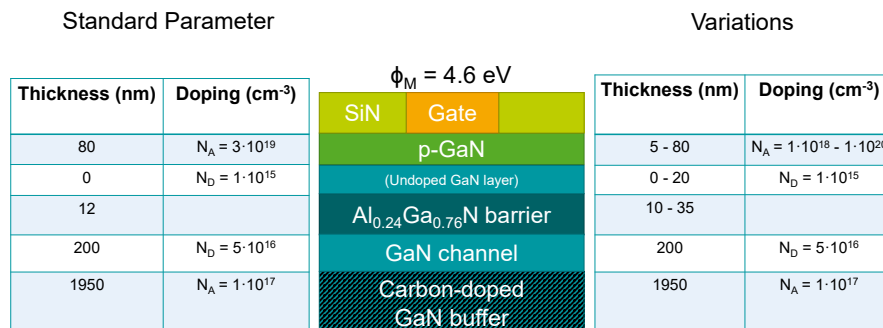 Standard Parameter
Variations
ϕM = 4.6 eV
Thickness (nm) Doping (cm-3)
80 NA = 3·10¹⁹
0 ND = 1·10¹⁵
12
200 ND = 5·10¹⁶
1950 NA = 1·10¹⁷
SiN Gate
p-GaN
(Undoped GaN layer)
Al0.24Ga0.76N barrier
GaN channel
Carbon-doped
GaN buffer
Thickness (nm) Doping (cm-3)
5 - 80 NA = 1·10¹⁸ - 1·10²⁰
0 - 20 ND = 1·10¹⁵
10 - 35
200 ND = 5·10¹⁶
1950 NA = 1·10¹⁷